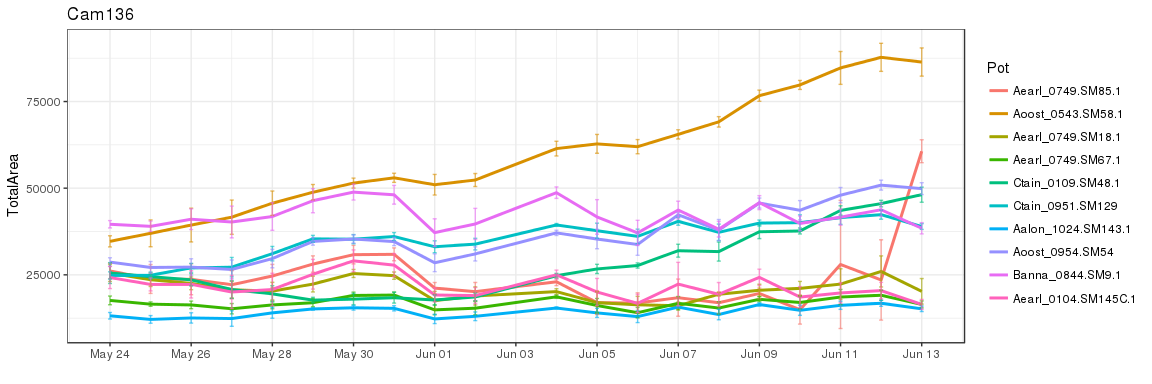 Cam136
TotalArea
75000
50000
25000
May 24 May 26 May 28 May 30 Jun 01 Jun 03 Jun 05 Jun 07 Jun 09 Jun 11 Jun 13
Pot
Aearl_0749.SM85.1
Aoost_0543.SM58.1
Aearl_0749.SM18.1
Aearl_0749.SM67.1
Ctain_0109.SM48.1
Ctain_0951.SM129
Aalon_1024.SM143.1
Aoost_0954.SM54
Banna_0844.SM9.1
Aearl_0104.SM145C.1